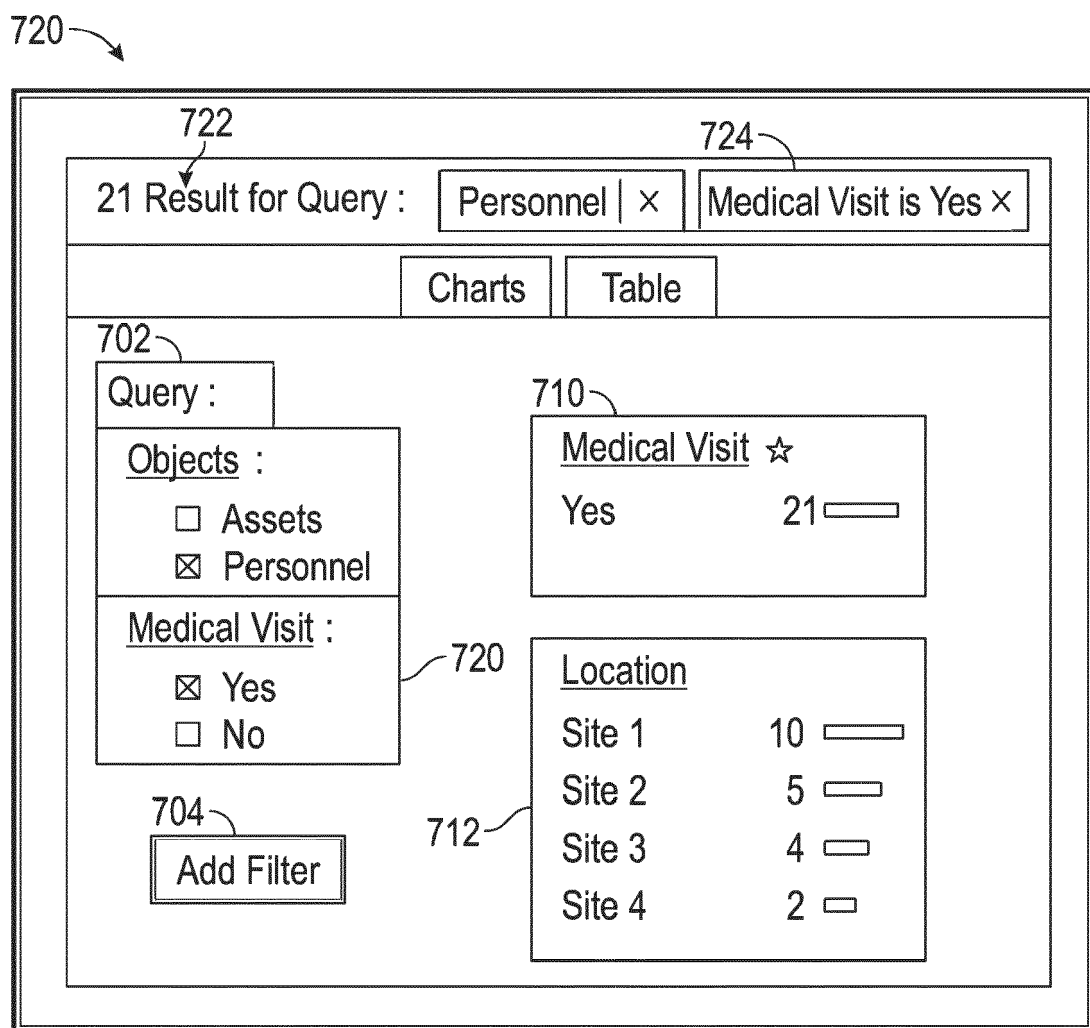 720
722
724
21 Result for Query : Personnel | × Medical Visit is Yes ×
Charts Table
702
Query :
Objects :
Assets
Personnel
Medical Visit :
Yes
No
720
704
Add Filter
710
Medical Visit ☆
Yes 21
712
Location
Site 1 10
Site 2 5
Site 3 4
Site 4 2